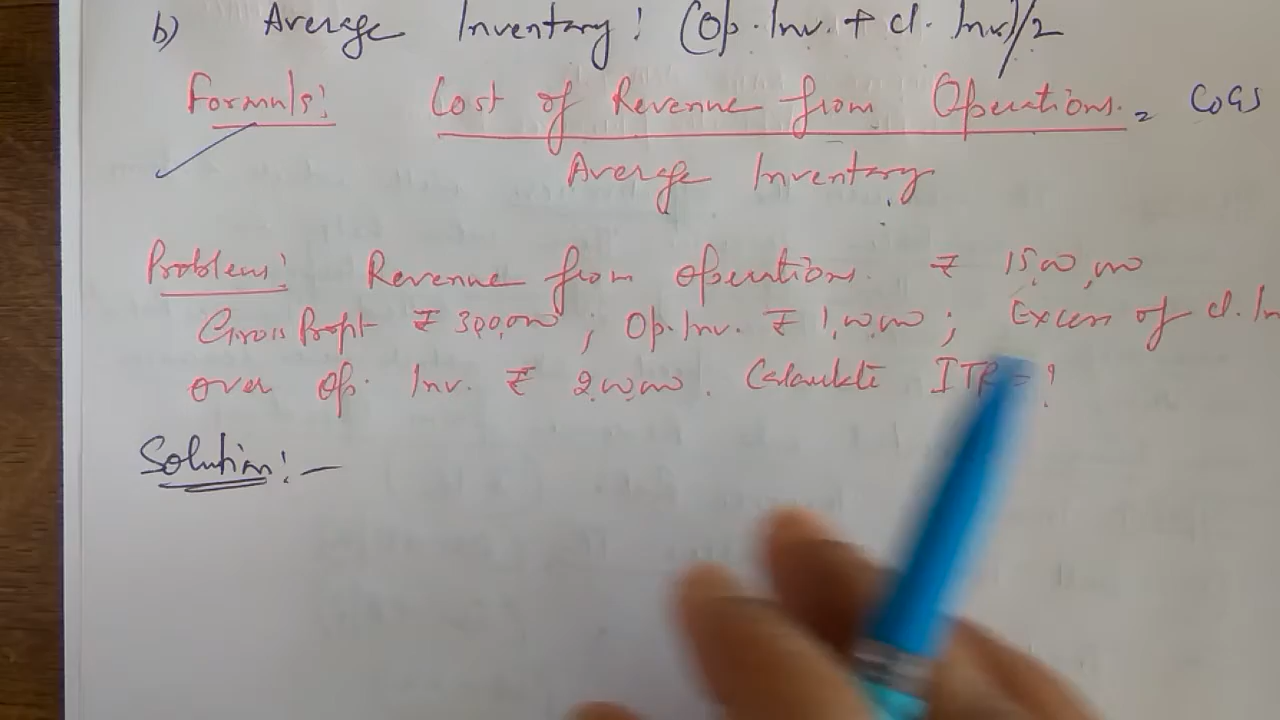 b) Average Inventory: (Op. Inv. + cl. Inv)/2
Formula: Cost of Revenue from Operations. = COGS
Average Inventory
Problem: Revenue from operations. ₹ 15,00,000
Gross Profit ₹ 300,000 ; Op. Inv. ₹ 1,00,000 ; Excess of cl. In
over op. Inv. ₹ 2,00,000. Calculate ITR = ?
Solution:-